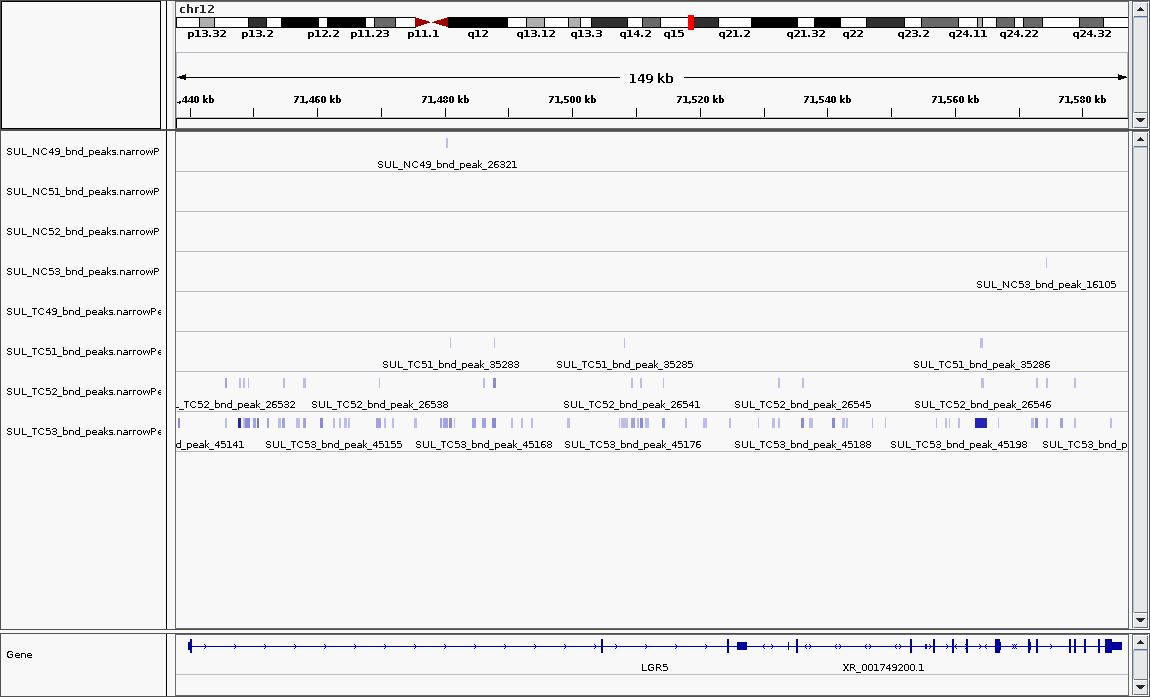 chr12
p13.32 p13.2 p12.2 p11.23 p11.1 q12 q13.12 q13.3 q14.2 q15 q21.2 q21.32 q22 q23.2 q24.11 q24.22 q24.32
149 kb
,440 kb 71,460 kb 71,480 kb 71,500 kb 71,520 kb 71,540 kb 71,560 kb 71,580 kb
SUL_NC49_bnd_peaks.narrowP
SUL_NC49_bnd_peak_26321
SUL_NC51_bnd_peaks.narrowP
SUL_NC52_bnd_peaks.narrowP
SUL_NC53_bnd_peaks.narrowP
SUL_NC53_bnd_peak_16105
SUL_TC49_bnd_peaks.narrowPe
SUL_TC51_bnd_peaks.narrowPe
SUL_TC51_bnd_peak_35283 SUL_TC51_bnd_peak_35285 SUL_TC51_bnd_peak_35286
SUL_TC52_bnd_peaks.narrowPe
_TC52_bnd_peak_26532 SUL_TC52_bnd_peak_26538 SUL_TC52_bnd_peak_26541 SUL_TC52_bnd_peak_26545 SUL_TC52_bnd_peak_26546
SUL_TC53_bnd_peaks.narrowPe
d_peak_45141 SUL_TC53_bnd_peak_45155 SUL_TC53_bnd_peak_45168 SUL_TC53_bnd_peak_45176 SUL_TC53_bnd_peak_45188 SUL_TC53_bnd_peak_45198 SUL_TC53_bnd_p
Gene
LGR5 XR_001749200.1